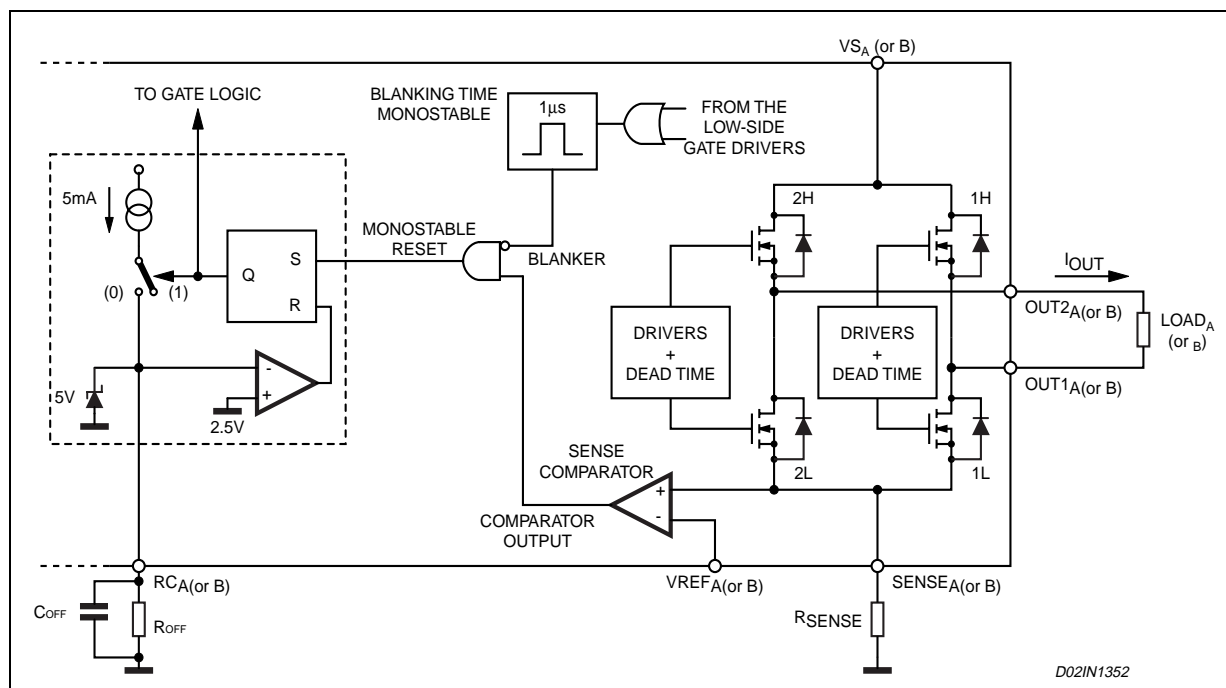 VSA (or B)
TO GATE LOGIC
BLANKING TIME
MONOSTABLE
1μs
FROM THE
LOW-SIDE
GATE DRIVERS
5mA
2H
1H
MONOSTABLE
RESET
BLANKER
S
Q
R
(0)
(1)
IOUT
OUT2A(or B)
LOADA
(or B)
DRIVERS
+
DEAD TIME
DRIVERS
+
DEAD TIME
OUT1A(or B)
5V
-
+
2.5V
SENSE
COMPARATOR
2L
1L
+
-
COMPARATOR
OUTPUT
RCA(or B)
VREFA(or B)
SENSEA(or B)
COFF
ROFF
RSENSE
D02IN1352